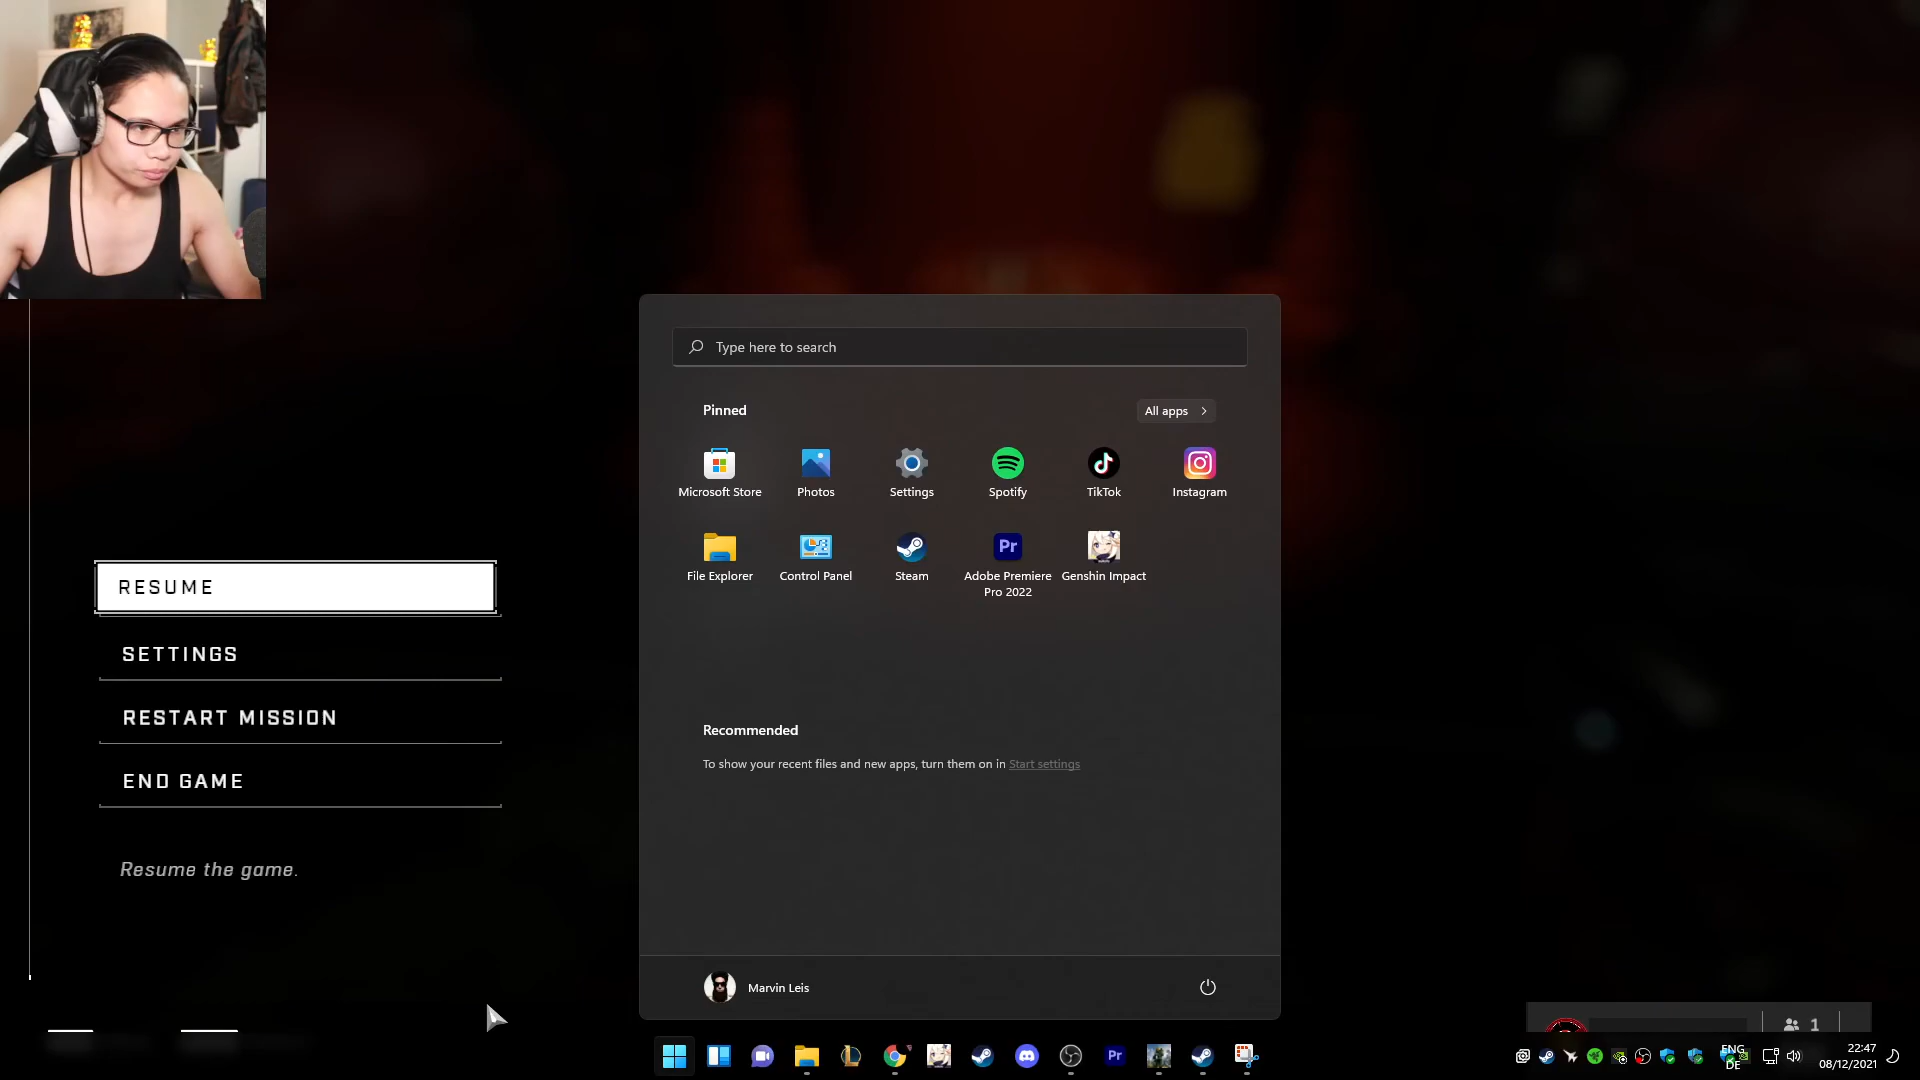 Type here to search
Pinned
All apps
Microsoft Store
Photos
Settings
Spotify
TikTok
Instagram
File Explorer
Control Panel
Steam
Pr
Adobe Premiere
Pro 2022
Genshin Impact
RESUME
SETTINGS
RESTART MISSION
END GAME
Resume the game.
Recommended
To show your recent files and new apps, turn them on in Start settings
Marvin Leis
1
Pr
ENG
DE
22:47
08/12/2021